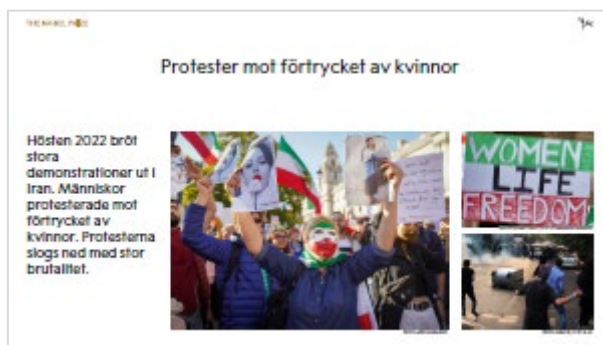 THE NOBEL PRIZE
Protester mot förtrycket av kvinnor
Hösten 2022 bröt
stora
demonstrationer ut i
Iran. Människor
protesterade mot
förtrycket av
kvinnor. Protesterna
slogs ned med stor
brutalitet.
WOMEN
LIFE
FREEDOM